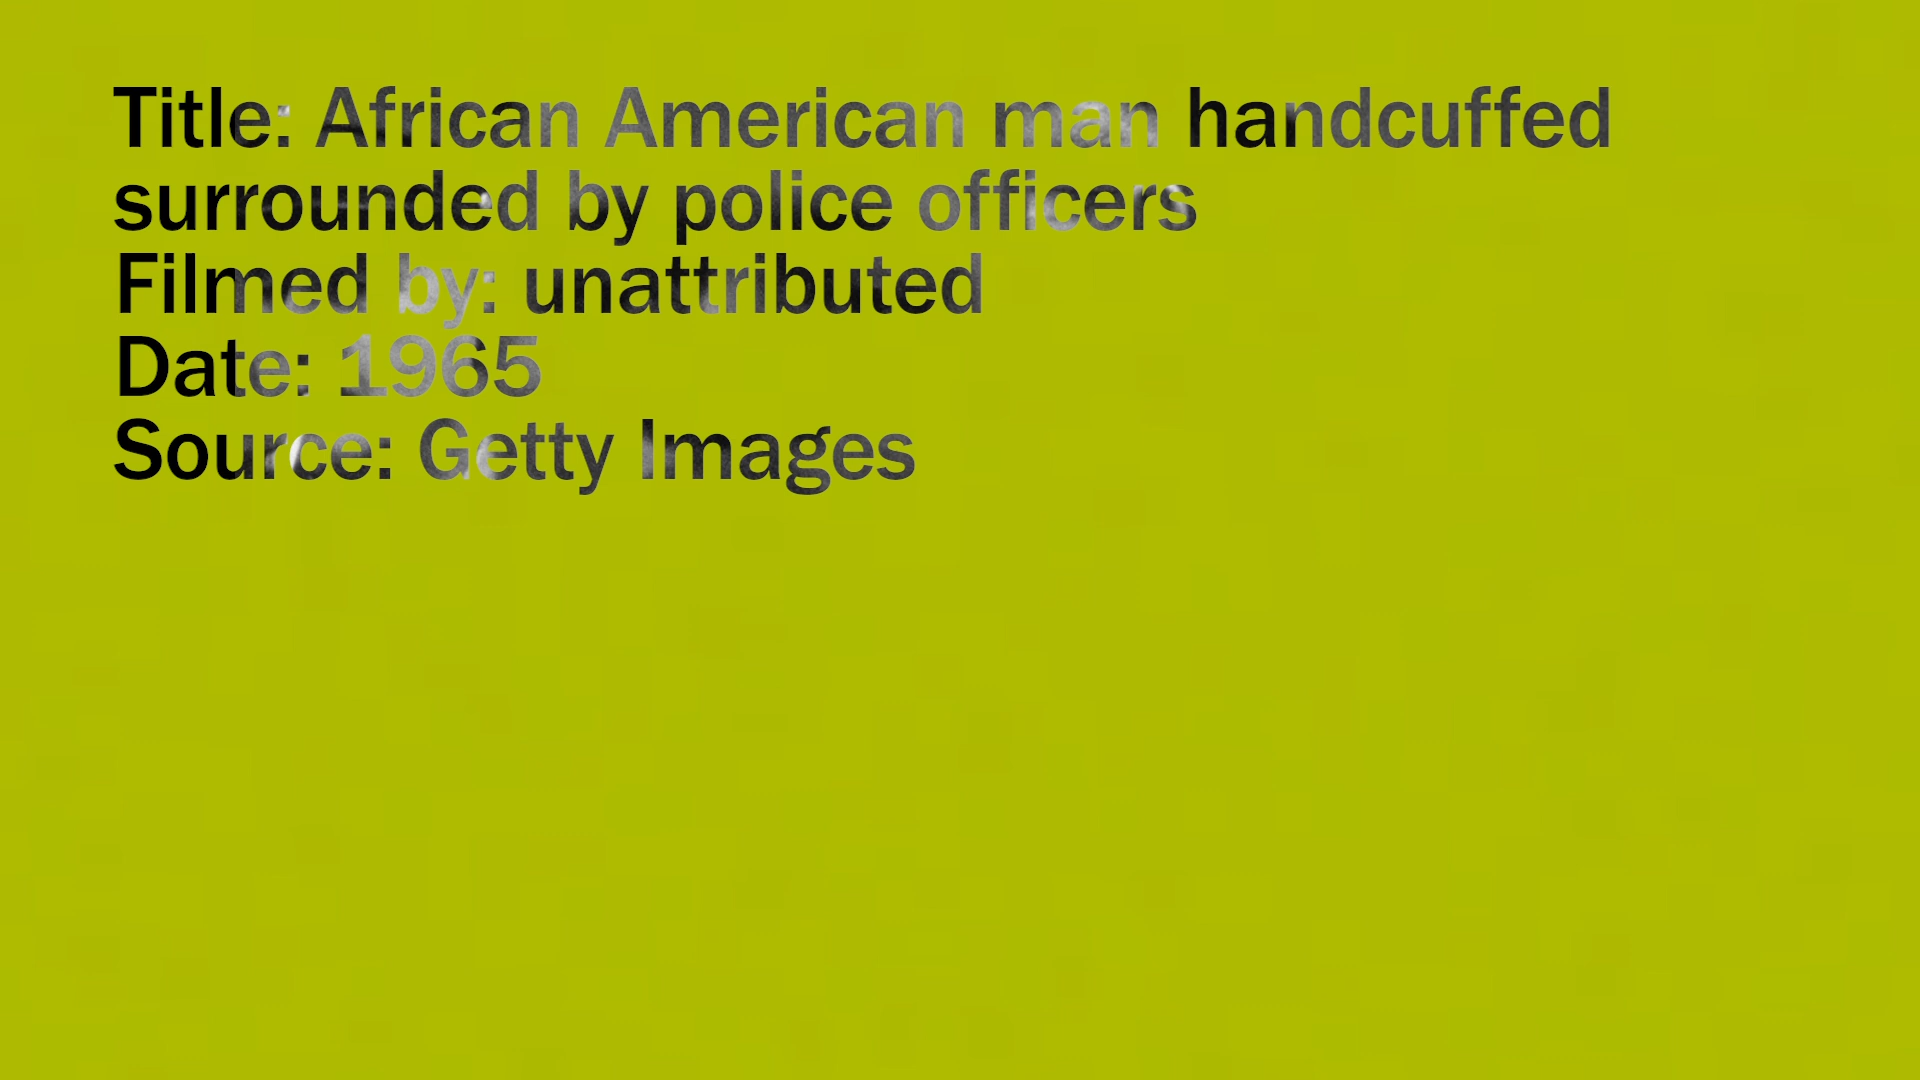 Title: African American man handcuffed
surrounded by police officers
Filmed by: unattributed
Date: 1965
Source: Getty Images